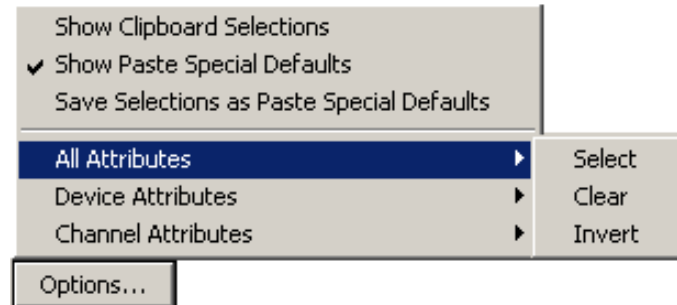 Show Clipboard Selections
Show Paste Special Defaults
Save Selections as Paste Special Defaults
All Attributes
Select
Device Attributes
Clear
Channel Attributes
Invert
Options...